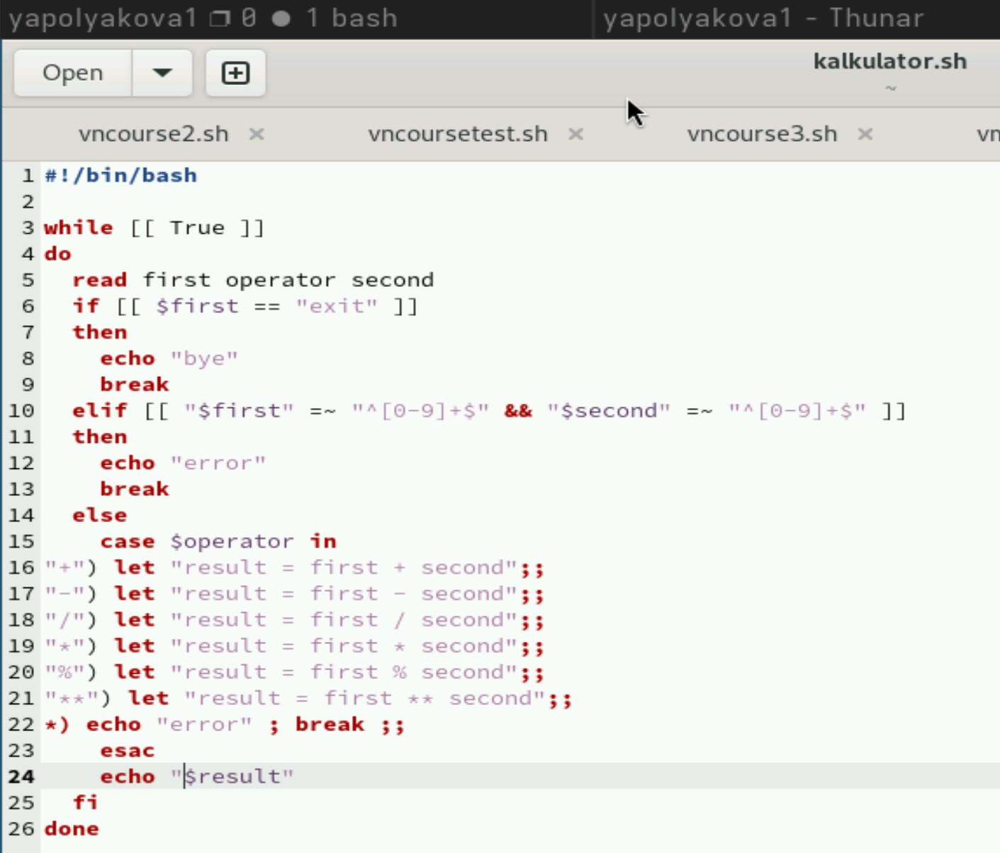 yapolyakova1 0 1 bash
yapolyakova1 - Thunar
Open
kalkulator.sh
~
vncourse2.sh ×
vncoursetest.sh ×
vncourse3.sh ×
vn
1 #!/bin/bash
2
3 while [[ True ]]
4 do
5   read first operator second
6   if [[ $first == "exit" ]]
7   then
8     echo "bye"
9     break
10   elif [[ "$first" =~ "^[0-9]+$" && "$second" =~ "^[0-9]+$" ]]
11   then
12     echo "error"
13     break
14   else
15     case $operator in
16 "+") let "result = first + second";;
17 "-") let "result = first - second";;
18 "/") let "result = first / second";;
19 "*") let "result = first * second";;
20 "%") let "result = first % second";;
21 "**") let "result = first ** second";;
22 *) echo "error" ; break ;;
23     esac
24     echo "$result"
25   fi
26 done